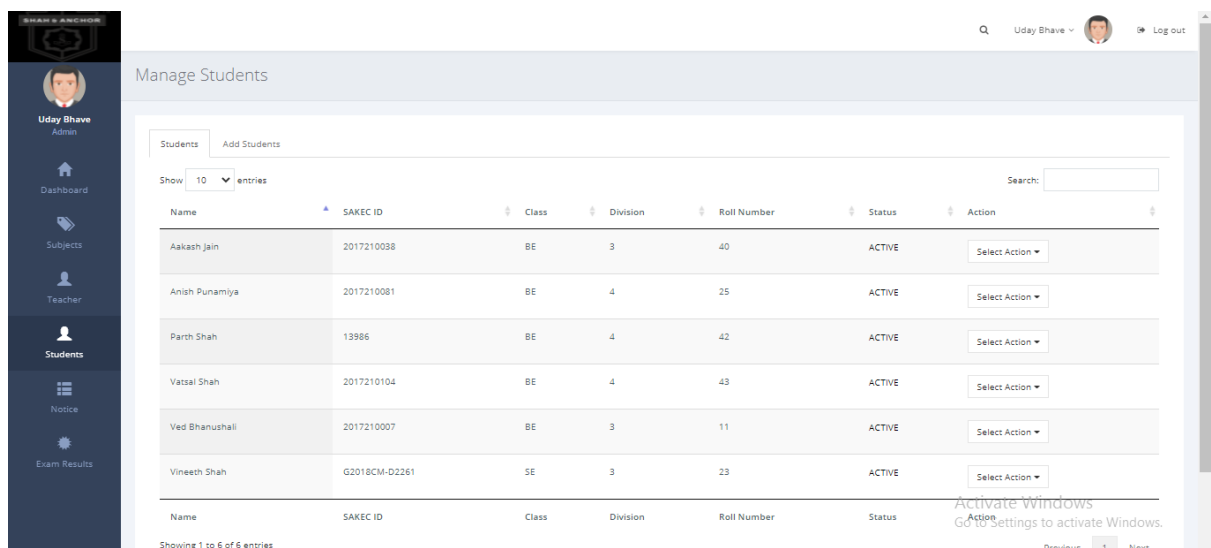 SHAH & ANCHOR
Uday Bhave
Log out
Uday Bhave
Admin
Dashboard
Subjects
Teacher
Students
Notice
Exam Results
Manage Students
Students Add Students
Show 10 entries Search:
Name SAKEC ID Class Division Roll Number Status Action
Aakash Jain 2017210038 BE 3 40 ACTIVE Select Action
Anish Punamiya 2017210081 BE 4 25 ACTIVE Select Action
Parth Shah 13986 BE 4 42 ACTIVE Select Action
Vatsal Shah 2017210104 BE 4 43 ACTIVE Select Action
Ved Bhanushali 2017210007 BE 3 11 ACTIVE Select Action
Vineeth Shah G2018CM-D2261 SE 3 23 ACTIVE Select Action
Name SAKEC ID Class Division Roll Number Status Action
Activate Windows
Go to Settings to activate Windows.
Showing 1 to 6 of 6 entries Previous 1 Next